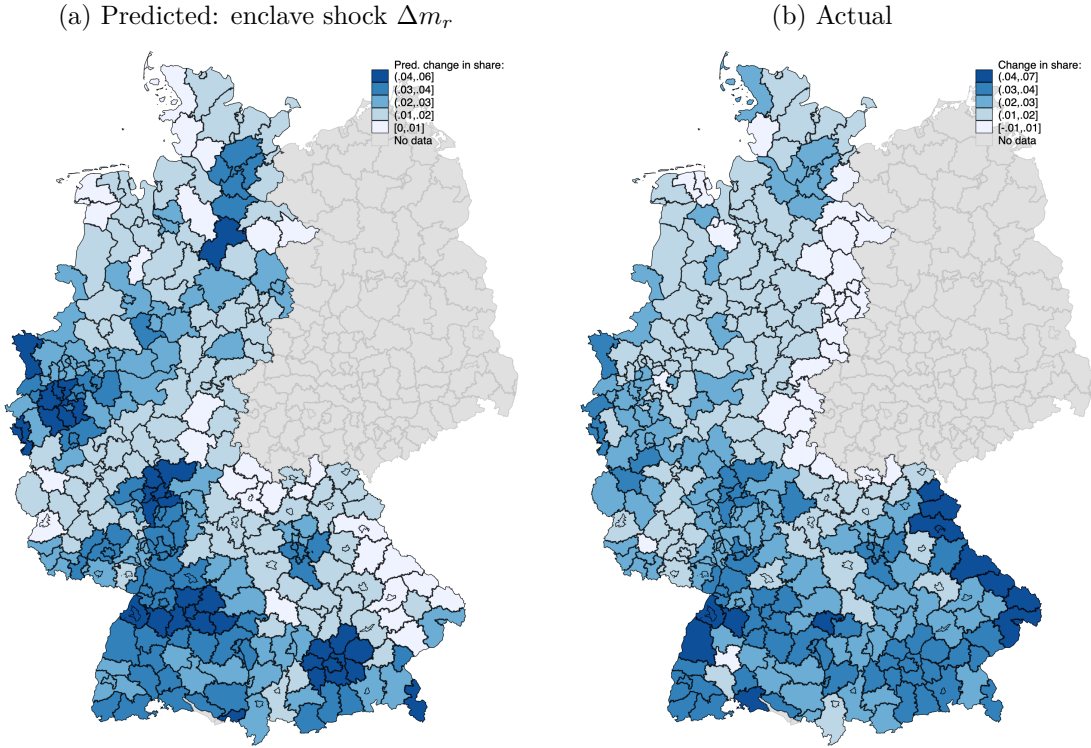 (a) Predicted: enclave shock Δmᵣ
Pred. change in share:
(.04,.06]
(.03,.04]
(.02,.03]
(.01,.02]
[0,.01]
No data
(b) Actual
Change in share:
(.04,.07]
(.03,.04]
(.02,.03]
(.01,.02]
[-.01,.01]
No data